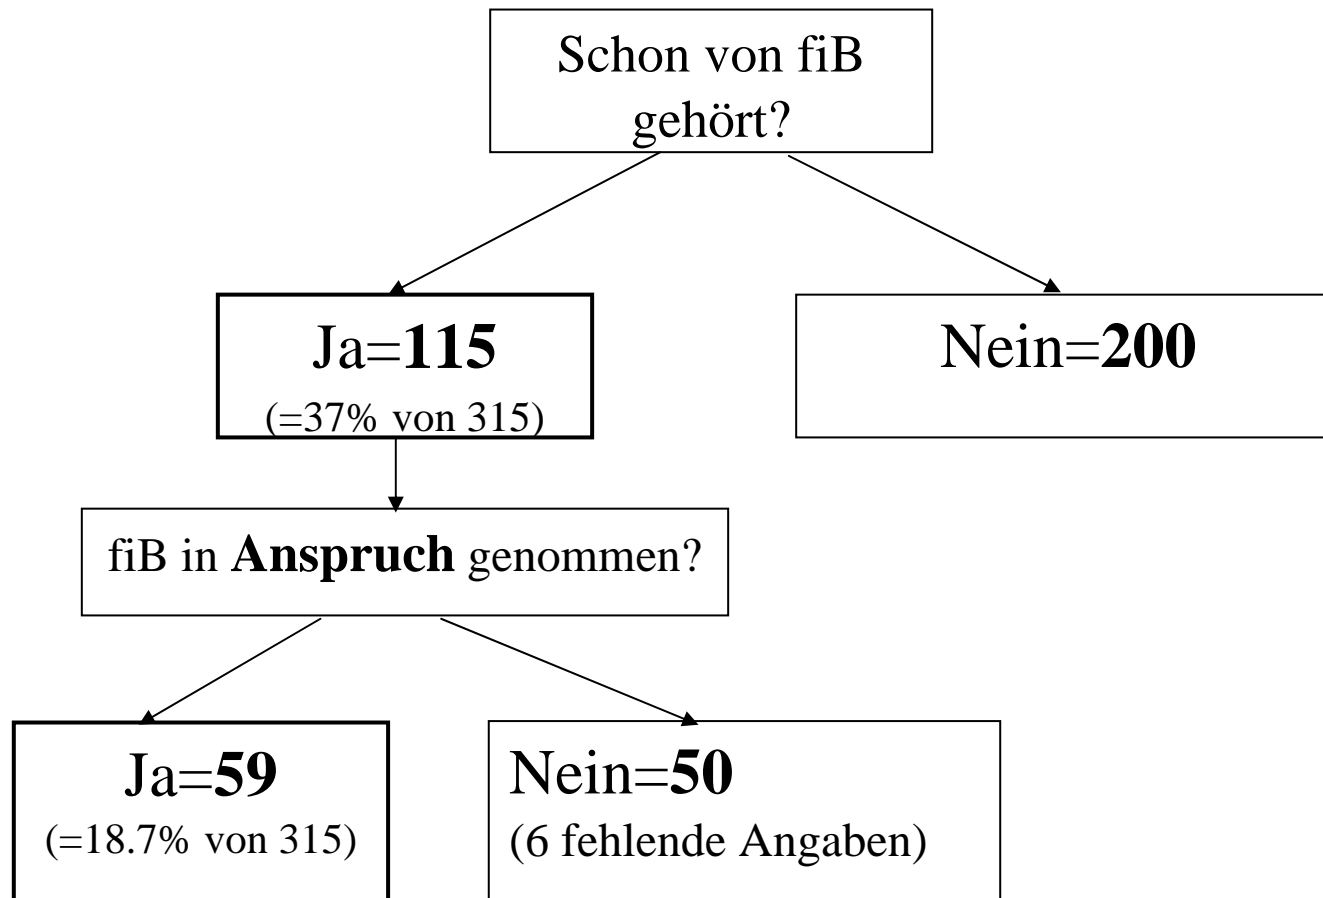 Schon von fiB
gehört?
Ja=115
(=37% von 315)
Nein=200
fiB in Anspruch genommen?
Ja=59
(=18.7% von 315)
Nein=50
(6 fehlende Angaben)